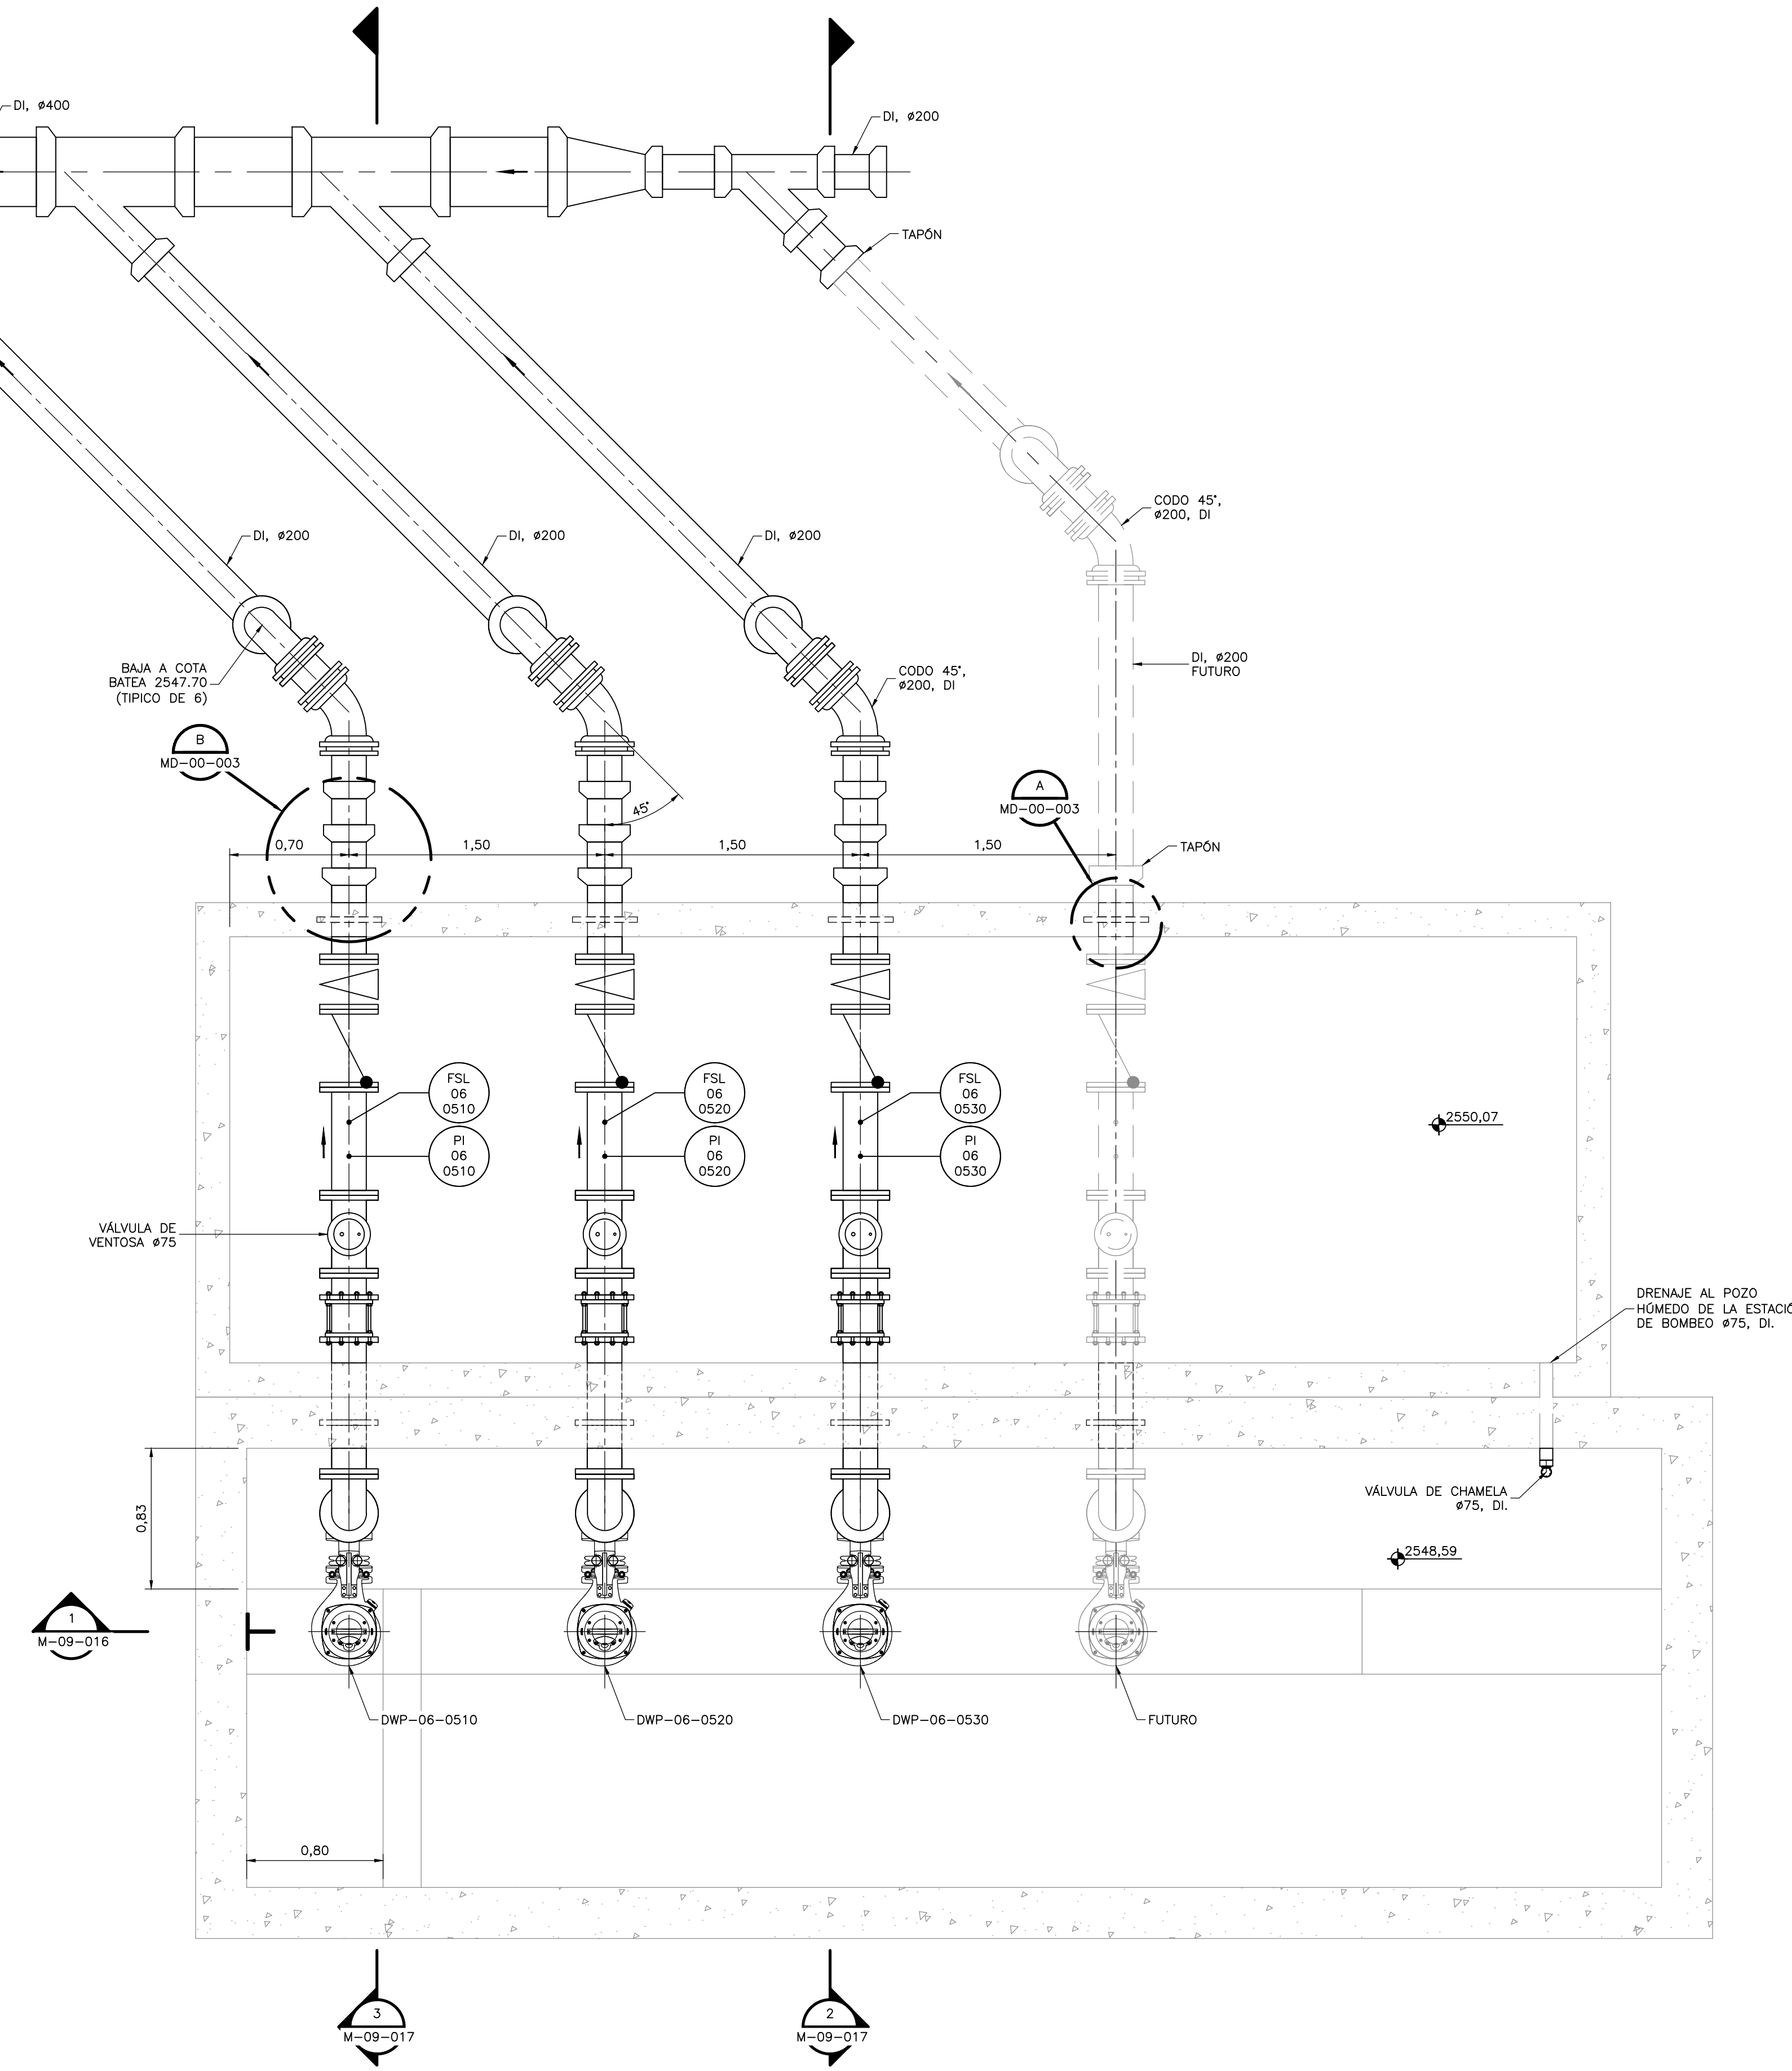 DI, ø400
DI, ø200
TAPÓN
CODO 45°,
ø200, DI
DI, ø200
DI, ø200
DI, ø200
BAJA A COTA
BATEA 2547.70
(TIPICO DE 6)
DI, ø200
FUTURO
CODO 45°,
ø200, DI
B
MD-00-003
A
MD-00-003
45°
0,70
1,50
1,50
1,50
TAPÓN
FSL
06
0510
FSL
06
0520
FSL
06
0530
2550,07
PI
06
0510
PI
06
0520
PI
06
0530
VÁLVULA DE
VENTOSA ø75
DRENAJE AL POZO
HÚMEDO DE LA ESTACIÓ
DE BOMBEO ø75, DI.
VÁLVULA DE CHAMELA
ø75, DI.
0,83
2548,59
1
M-09-016
DWP-06-0510
DWP-06-0520
DWP-06-0530
FUTURO
0,80
3
M-09-017
2
M-09-017